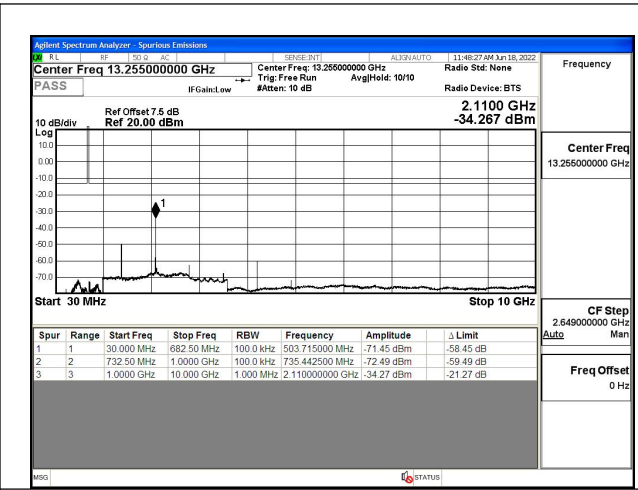 Agilent Spectrum Analyzer - Spurious Emissions
LXI RL RF 50 Ω AC SENSE:INT ALIGNAUTO 11:48:27 AM Jun 18, 2022
Center Freq 13.255000000 GHz
Center Freq: 13.255000000 GHz
Radio Std: None
PASS
Trig: Free Run Avg|Hold: 10/10
IFGain:Low
#Atten: 10 dB
Radio Device: BTS
Ref Offset 7.5 dB
2.1100 GHz
10 dB/div
Ref 20.00 dBm
-34.267 dBm
Log
10.0
0.00
-10.0
-20.0
-30.0
-40.0
-50.0
-60.0
-70.0
1
Start 30 MHz
Stop 10 GHz
Spur Range Start Freq Stop Freq RBW Frequency Amplitude Δ Limit
1 1 30.000 MHz 682.50 MHz 100.0 kHz 503.715000 MHz -71.45 dBm -58.45 dB
2 2 732.50 MHz 1.0000 GHz 100.0 kHz 735.442500 MHz -72.49 dBm -59.49 dB
3 3 1.0000 GHz 10.000 GHz 1.000 MHz 2.110000000 GHz -34.27 dBm -21.27 dB
MSG
STATUS
Frequency
Center Freq
13.255000000 GHz
CF Step
2.649000000 GHz
Auto Man
Freq Offset
0 Hz